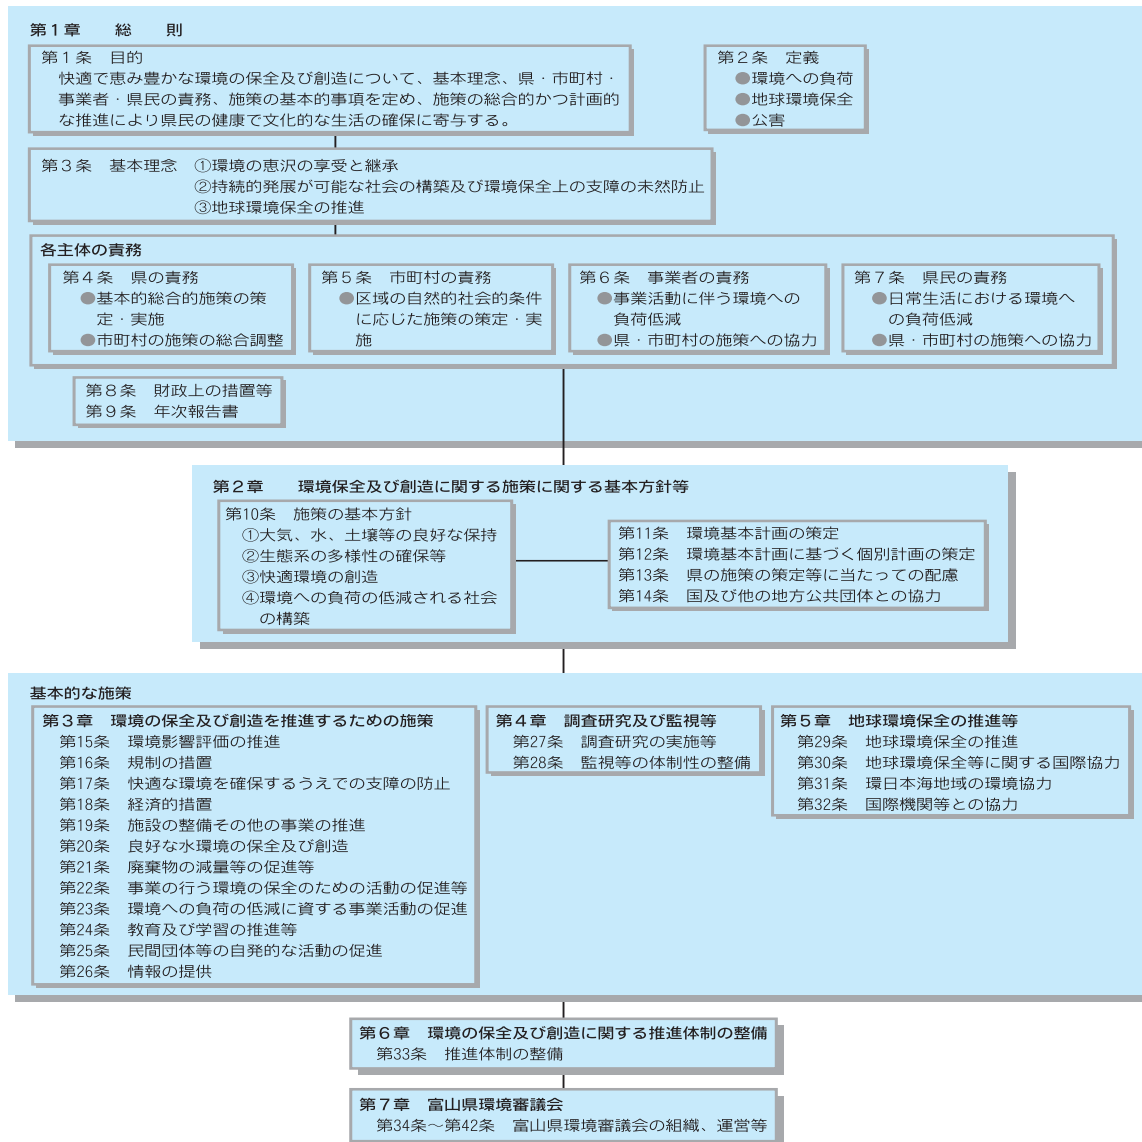 第１章　　総　　則
第１条　目的
快適で恵み豊かな環境の保全及び創造について、基本理念、県・市町村・
事業者・県民の責務、施策の基本的事項を定め、施策の総合的かつ計画的
な推進により県民の健康で文化的な生活の確保に寄与する。
第２条　定義
●環境への負荷
●地球環境保全
●公害
第３条　基本理念　①環境の恵沢の享受と継承
②持続的発展が可能な社会の構築及び環境保全上の支障の未然防止
③地球環境保全の推進
各主体の責務
第４条　県の責務
●基本的総合的施策の策
定・実施
●市町村の施策の総合調整
第５条　市町村の責務
●区域の自然的社会的条件
に応じた施策の策定・実
施
第６条　事業者の責務
●事業活動に伴う環境への
負荷低減
●県・市町村の施策への協力
第７条　県民の責務
●日常生活における環境へ
の負荷低減
●県・市町村の施策への協力
第８条　財政上の措置等
第９条　年次報告書
第２章　　環境保全及び創造に関する施策に関する基本方針等
第10条　施策の基本方針
①大気、水、土壌等の良好な保持
②生態系の多様性の確保等
③快適環境の創造
④環境への負荷の低減される社会
の構築
第11条　環境基本計画の策定
第12条　環境基本計画に基づく個別計画の策定
第13条　県の施策の策定等に当たっての配慮
第14条　国及び他の地方公共団体との協力
基本的な施策
第３章　環境の保全及び創造を推進するための施策
第15条　環境影響評価の推進
第16条　規制の措置
第17条　快適な環境を確保するうえでの支障の防止
第18条　経済的措置
第19条　施設の整備その他の事業の推進
第20条　良好な水環境の保全及び創造
第21条　廃棄物の減量等の促進等
第22条　事業の行う環境の保全のための活動の促進等
第23条　環境への負荷の低減に資する事業活動の促進
第24条　教育及び学習の推進等
第25条　民間団体等の自発的な活動の促進
第26条　情報の提供
第４章　調査研究及び監視等
第27条　調査研究の実施等
第28条　監視等の体制性の整備
第５章　地球環境保全の推進等
第29条　地球環境保全の推進
第30条　地球環境保全等に関する国際協力
第31条　環日本海地域の環境協力
第32条　国際機関等との協力
第６章　環境の保全及び創造に関する推進体制の整備
第33条　推進体制の整備
第７章　富山県環境審議会
第34条～第42条　富山県環境審議会の組織、運営等